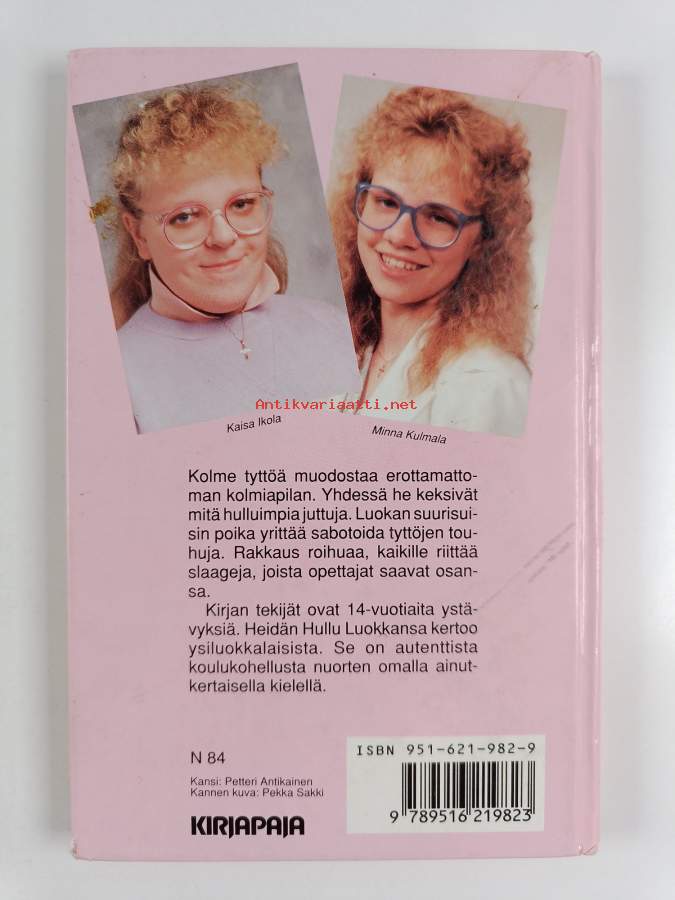 Antikvariaatti.net
Kaisa Ikola
Minna Kulmala
Kolme tyttöä muodostaa erottamatto-
man kolmiapilan. Yhdessä he keksivät
mitä hulluimpia juttuja. Luokan suurisui-
sin poika yrittää sabotoida tyttöjen tou-
huja. Rakkaus roihuaa, kaikille riittää
slaageja, joista opettajat saavat osan-
sa.
Kirjan tekijät ovat 14-vuotiaita ystä-
vyksiä. Heidän Hullu Luokkansa kertoo
ysiluokkalaisista. Se on autenttista
koulukohellusta nuorten omalla ainut-
kertaisella kielellä.
N 84
Kansi: Petteri Antikainen
Kannen kuva: Pekka Sakki
KIRJAPAJA
ISBN 951-621-982-9
9 789516 219823